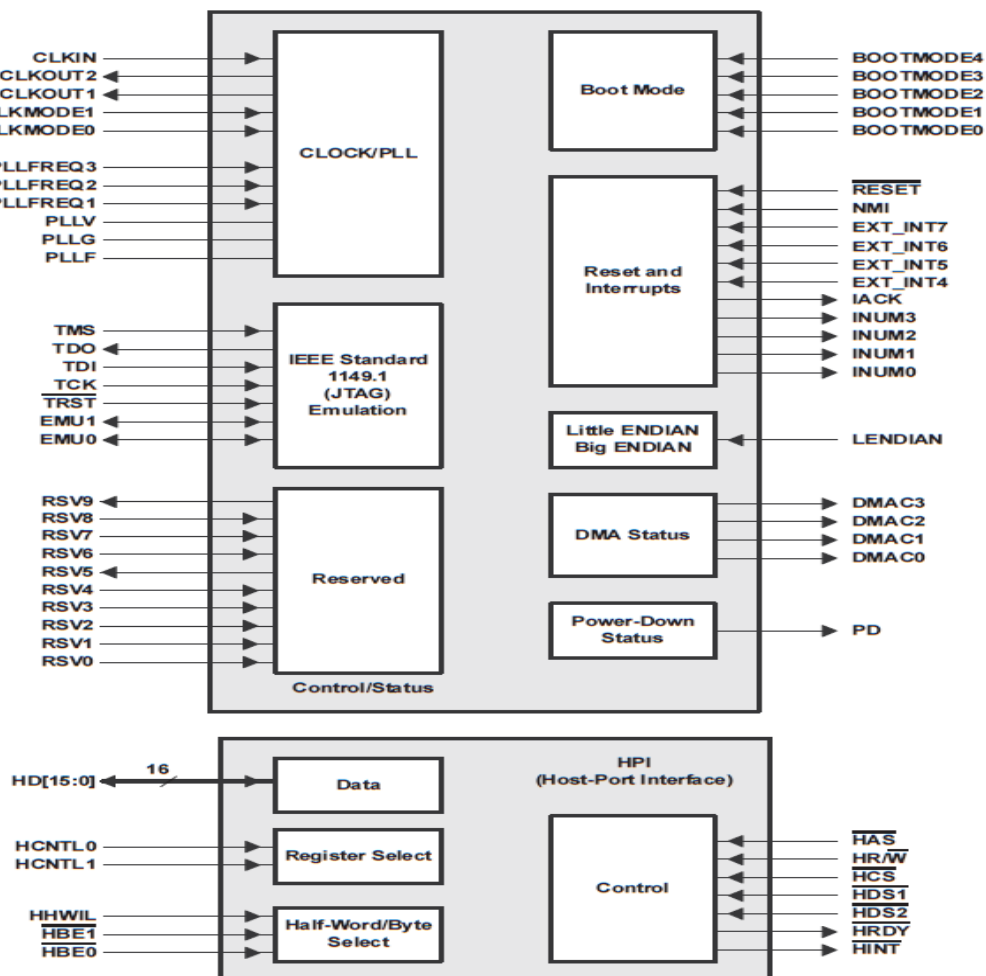 CLKIN
CLKOUT2
CLKOUT1
LKMODE1
LKMODE0
PLLFREQ3
PLLFREQ2
PLLFREQ1
PLLV
PLLG
PLLF
CLOCK/PLL
TMS
TDO
TDI
TCK
TRST
EMU1
EMU0
IEEE Standard
1149.1
(JTAG)
Emulation
RSV9
RSV8
RSV7
RSV6
RSV5
RSV4
RSV3
RSV2
RSV1
RSV0
Reserved
Control/Status
Boot Mode
BOOTMODE4
BOOTMODE3
BOOTMODE2
BOOTMODE1
BOOTMODE0
Reset and
Interrupts
RESET
NMI
EXT_INT7
EXT_INT6
EXT_INT5
EXT_INT4
IACK
INUM3
INUM2
INUM1
INUM0
Little ENDIAN
Big ENDIAN
LENDIAN
DMA Status
DMAC3
DMAC2
DMAC1
DMAC0
Power-Down
Status
PD
HD[15:0]
16
Data
HCNTL0
HCNTL1
Register Select
HHWIL
HBE1
HBE0
Half-Word/Byte
Select
HPI
(Host-Port Interface)
Control
HAS
HR/W
HCS
HDS1
HDS2
HRDY
HINT